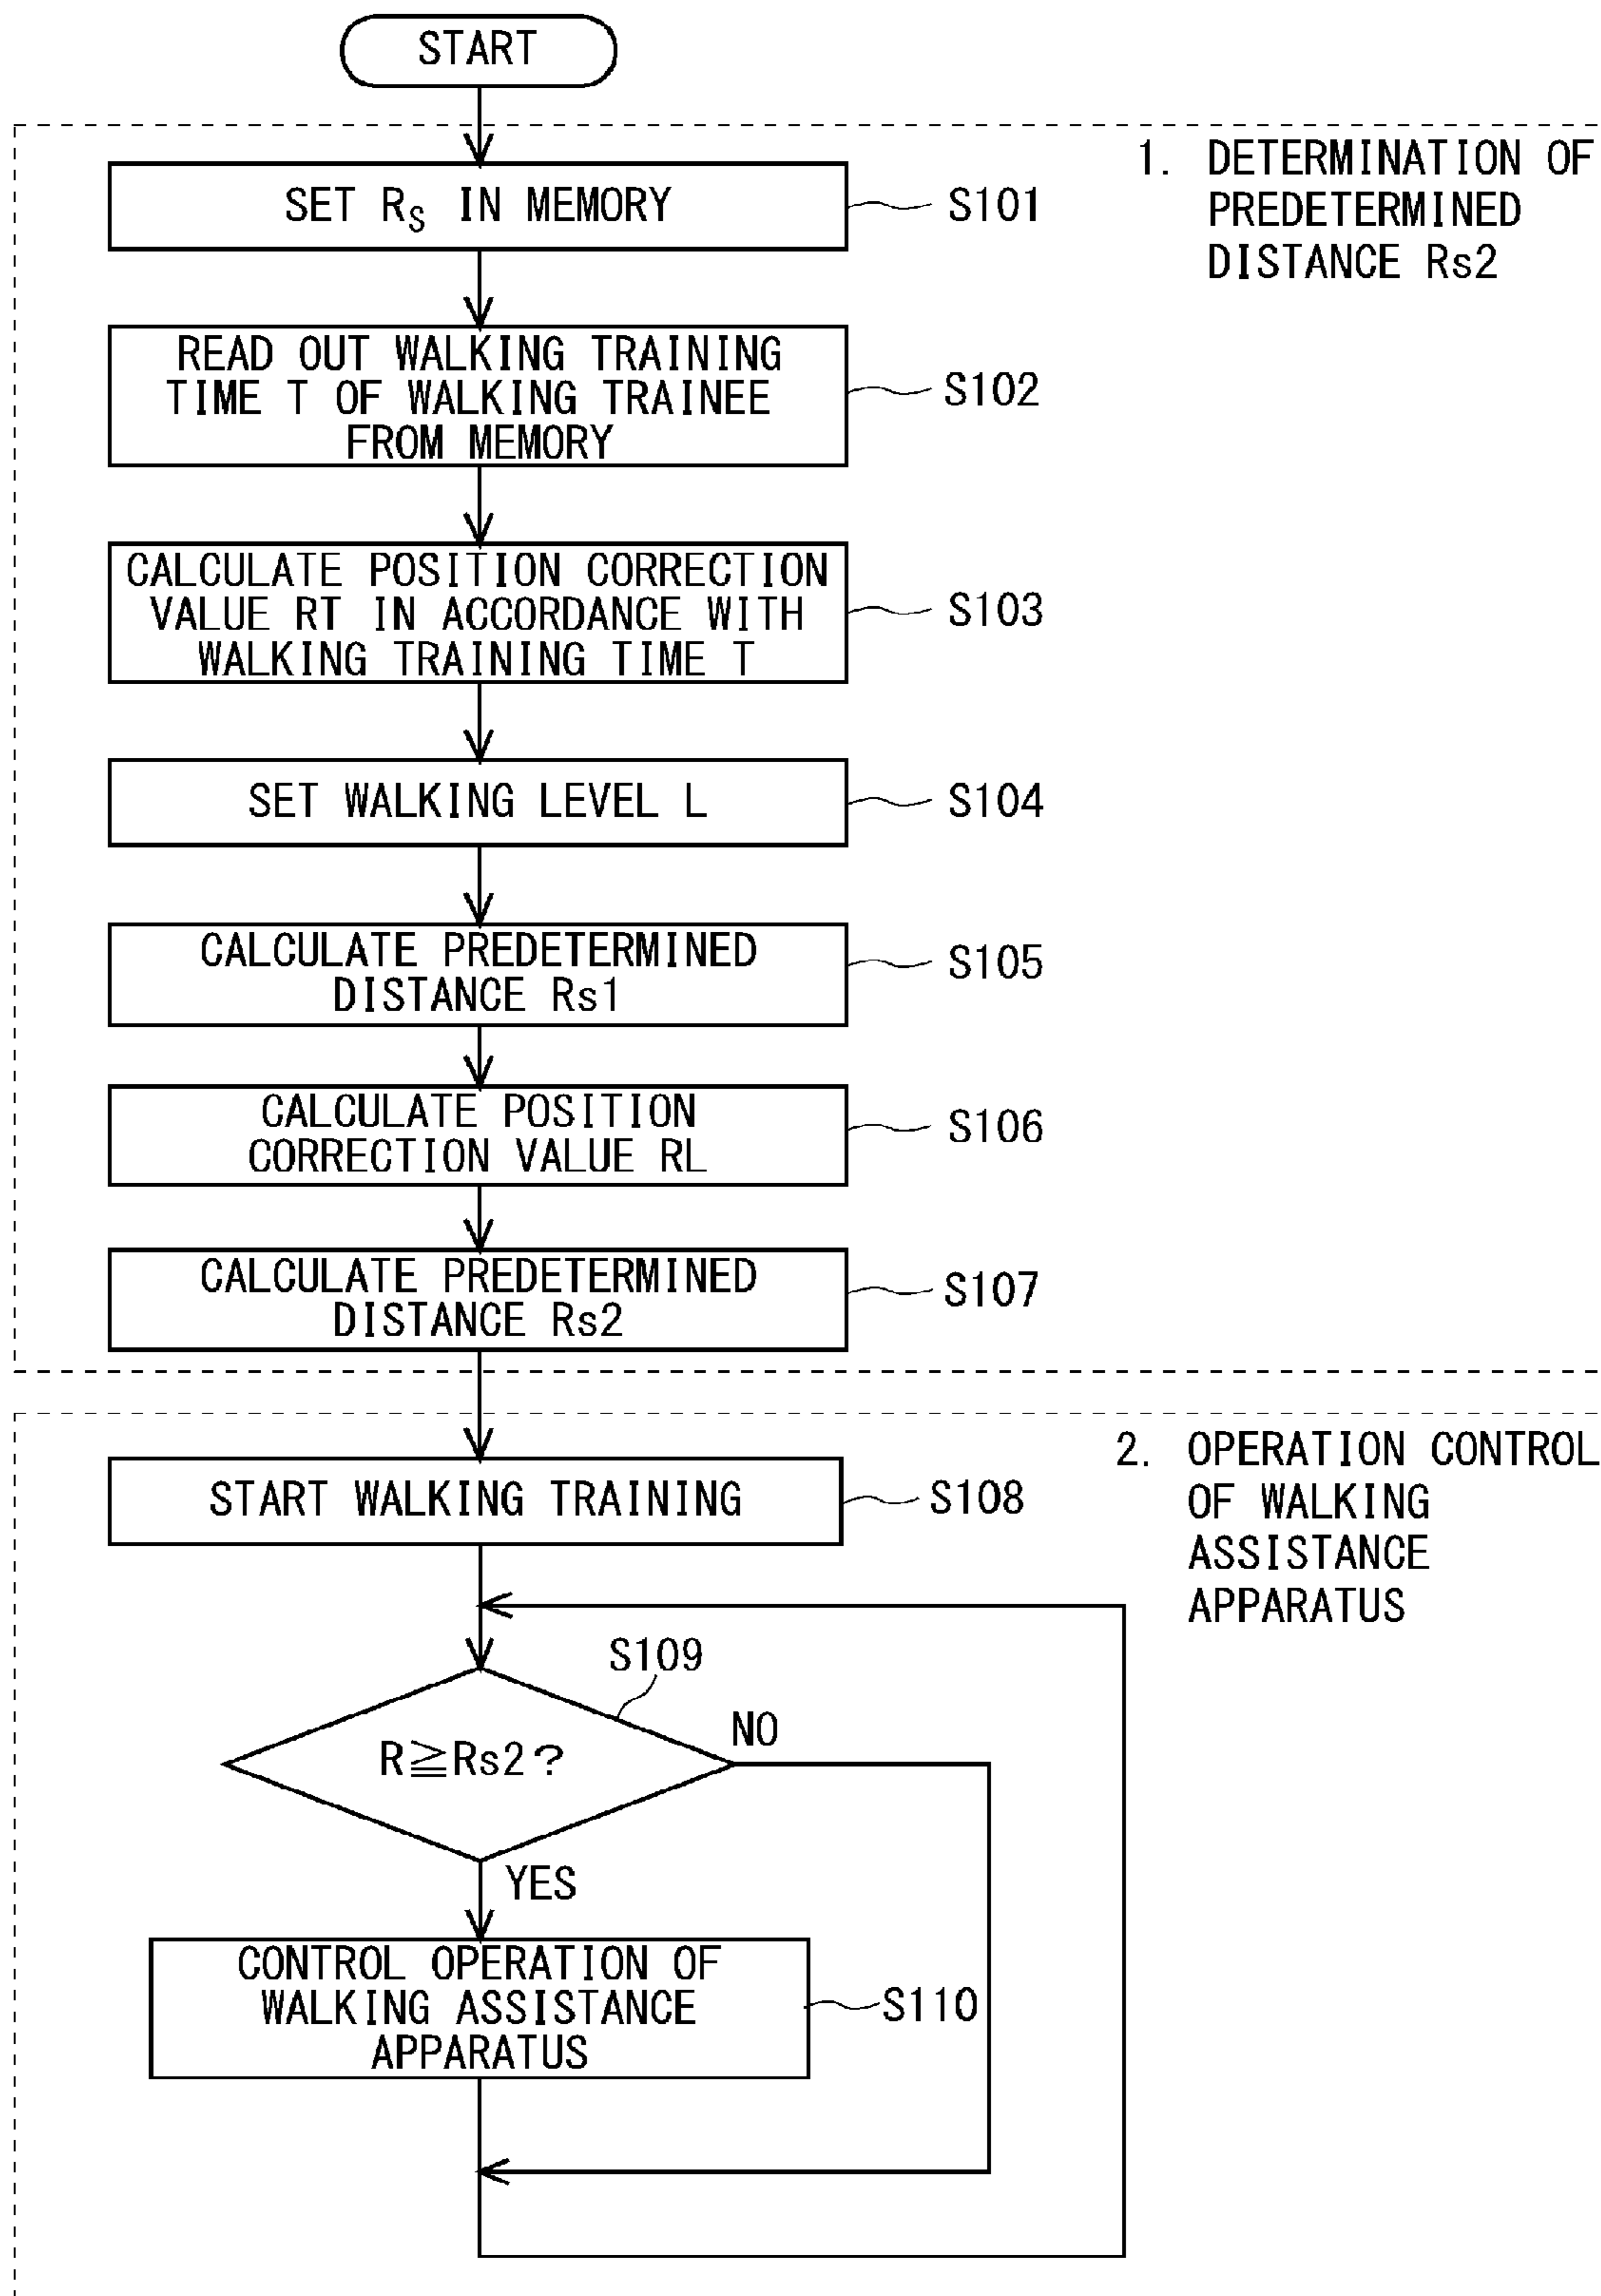 START
1. DETERMINATION OF
PREDETERMINED
DISTANCE Rs2
SET RS IN MEMORY
S101
READ OUT WALKING TRAINING
TIME T OF WALKING TRAINEE
FROM MEMORY
S102
CALCULATE POSITION CORRECTION
VALUE RT IN ACCORDANCE WITH
WALKING TRAINING TIME T
S103
SET WALKING LEVEL L
S104
CALCULATE PREDETERMINED
DISTANCE Rs1
S105
CALCULATE POSITION
CORRECTION VALUE RL
S106
CALCULATE PREDETERMINED
DISTANCE Rs2
S107
2. OPERATION CONTROL
OF WALKING
ASSISTANCE
APPARATUS
START WALKING TRAINING
S108
S109
R≧Rs2?
NO
YES
CONTROL OPERATION OF
WALKING ASSISTANCE
APPARATUS
S110